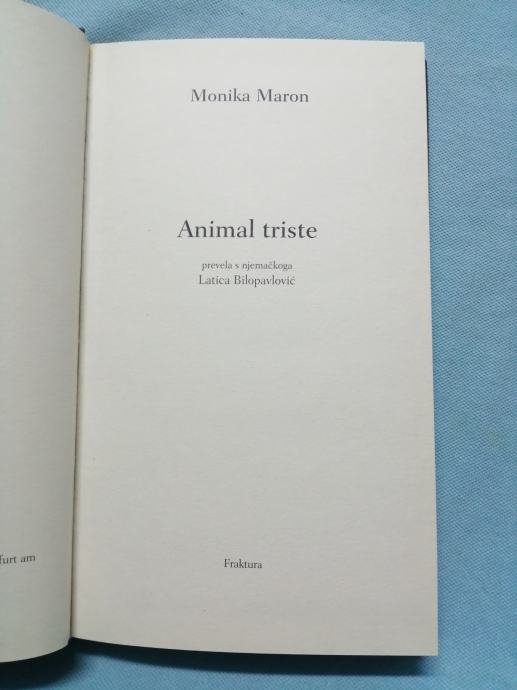 Monika Maron
Animal triste
prevela s njemačkoga
Latica Bilopavlović
furt am
Fraktura